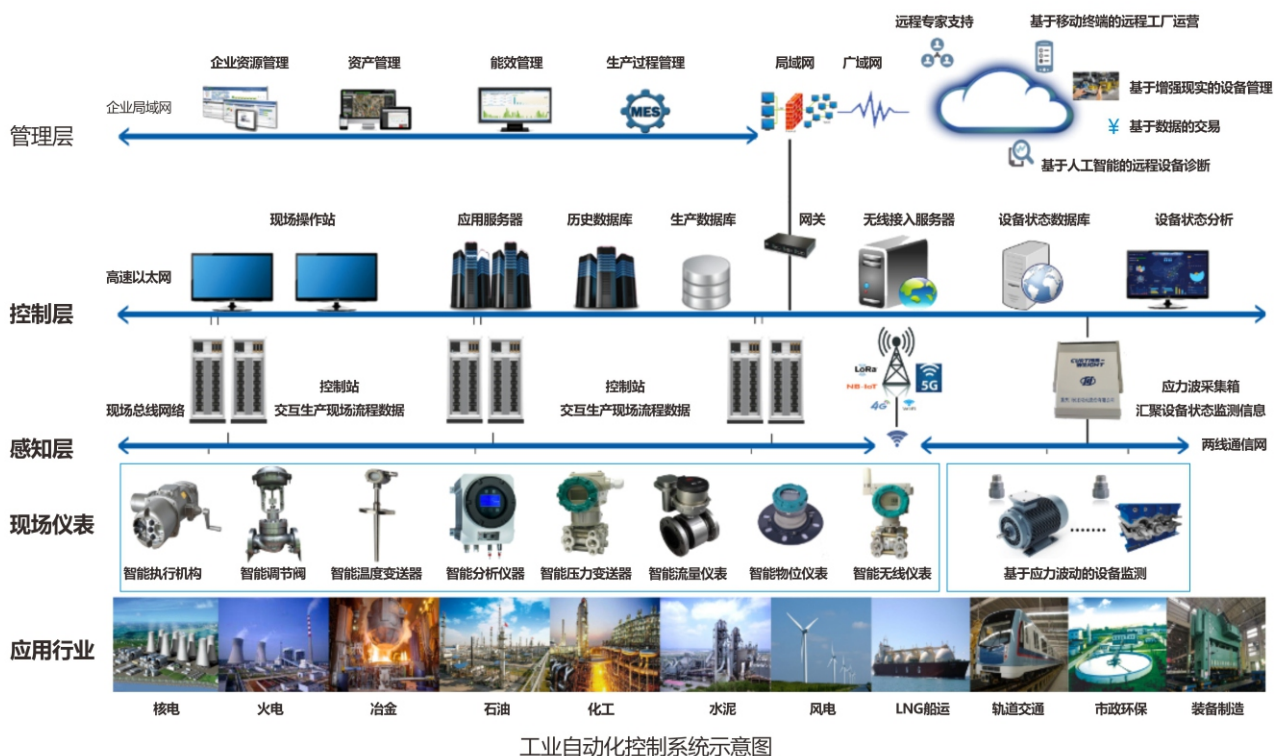 远程专家支持
基于移动终端的远程工厂运营
企业资源管理
资产管理
能效管理
生产过程管理
局域网
广域网
企业局域网
MES
基于增强现实的设备管理
管理层
¥ 基于数据的交易
基于人工智能的远程设备诊断
现场操作站
应用服务器
历史数据库
生产数据库
网关
无线接入服务器
设备状态数据库
设备状态分析
高速以太网
控制层
LoRa
NB-IoT
5G
4G
控制站
交互生产现场流程数据
控制站
交互生产现场流程数据
CURTISS-WRIGHT
应力波采集箱
汇聚设备状态监测信息
现场总线网络
感知层
两线通信网
现场仪表
智能执行机构
智能调节阀
智能温度变送器
智能分析仪器
智能压力变送器
智能流量仪表
智能物位仪表
智能无线仪表
基于应力波动的设备监测
应用行业
核电
火电
冶金
石油
化工
水泥
风电
LNG船运
轨道交通
市政环保
装备制造
工业自动化控制系统示意图